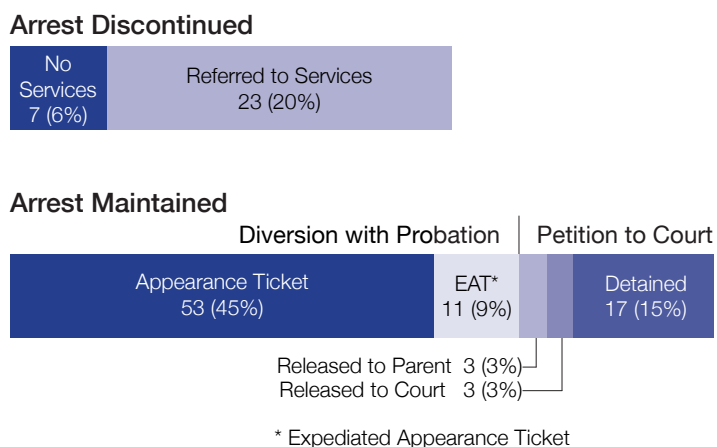 Arrest Discontinued
No
Services
7 (6%)
Referred to Services
23 (20%)
Arrest Maintained
Diversion with Probation
Petition to Court
Appearance Ticket
53 (45%)
EAT*
11 (9%)
Detained
17 (15%)
Released to Parent 3 (3%)
Released to Court 3 (3%)
* Expediated Appearance Ticket